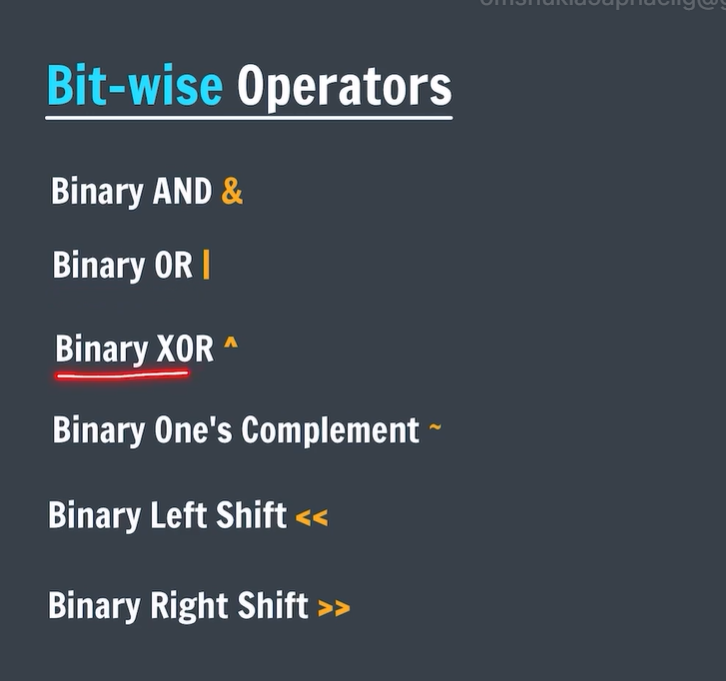 Bit-wise Operators
Binary AND &
Binary OR |
Binary XOR ^
Binary One's Complement ~
Binary Left Shift <<
Binary Right Shift >>